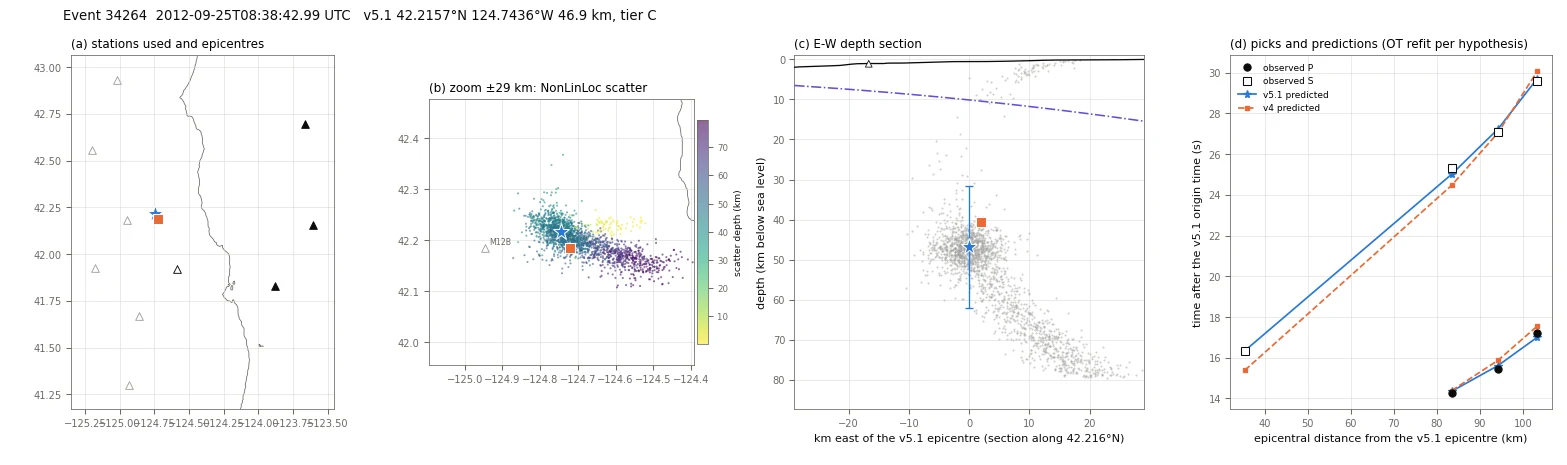 Event 34264  2012-09-25T08:38:42.99 UTC   v5.1 42.2157°N 124.7436°W 46.9 km, tier C
(a) stations used and epicentres
43.00
42.75
42.50
42.25
42.00
41.75
41.50
41.25
−125.25 −125.00 −124.75 −124.50 −124.25 −124.00 −123.75 −123.50
(b) zoom ±29 km: NonLinLoc scatter
42.4
42.3
42.2
42.1
42.0
M12B
−125.0 −124.9 −124.8 −124.7 −124.6 −124.5 −124.4
70
60
50
40
30
20
10
scatter depth (km)
(c) E-W depth section
0
10
20
30
40
50
60
70
80
depth (km below sea level)
−20 −10 0 10 20
km east of the v5.1 epicentre (section along 42.216°N)
(d) picks and predictions (OT refit per hypothesis)
observed P
observed S
v5.1 predicted
v4 predicted
30
28
26
24
22
20
18
16
14
time after the v5.1 origin time (s)
40 50 60 70 80 90 100
epicentral distance from the v5.1 epicentre (km)